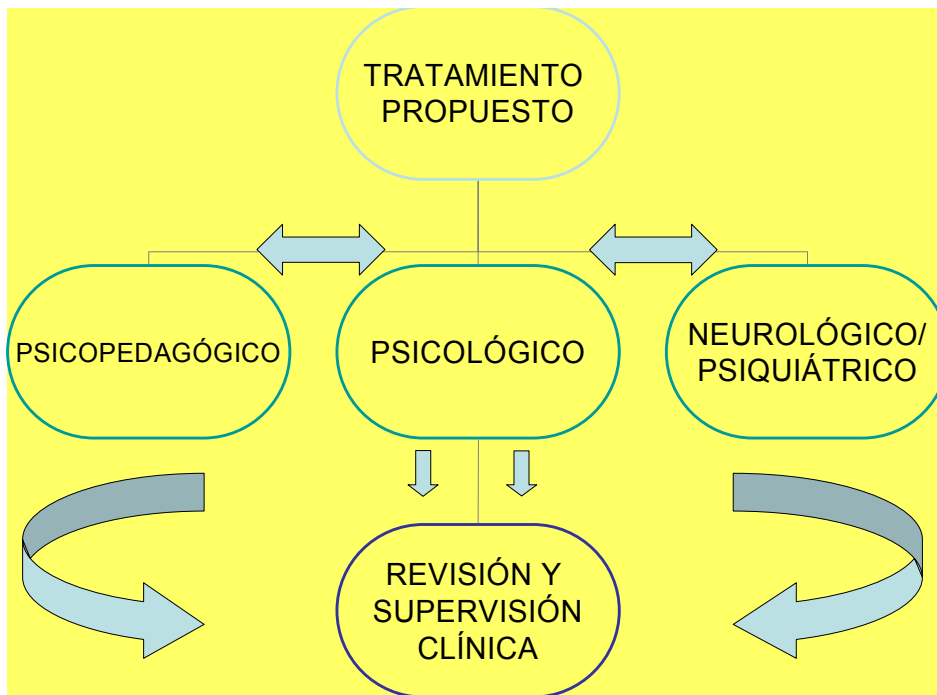 TRATAMIENTO
PROPUESTO
PSICOPEDAGÓGICO
PSICOLÓGICO
NEUROLÓGICO/
PSIQUIÁTRICO
REVISIÓN Y
SUPERVISIÓN
CLÍNICA